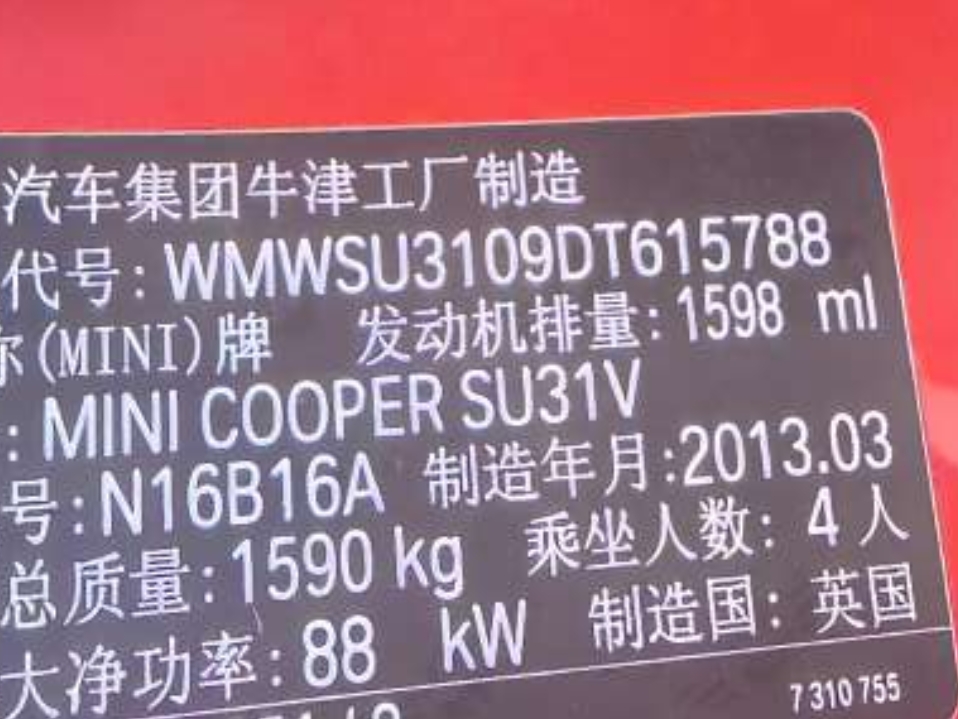 汽车集团牛津工厂制造
代号: WMWSU3109DT615788
(MINI)牌 发动机排量: 1598 ml
: MINI COOPER SU31V
号: N16B16A 制造年月: 2013.03
总质量: 1590 kg 乘坐人数: 4 人
大净功率: 88 kW 制造国: 英国
7 310 755